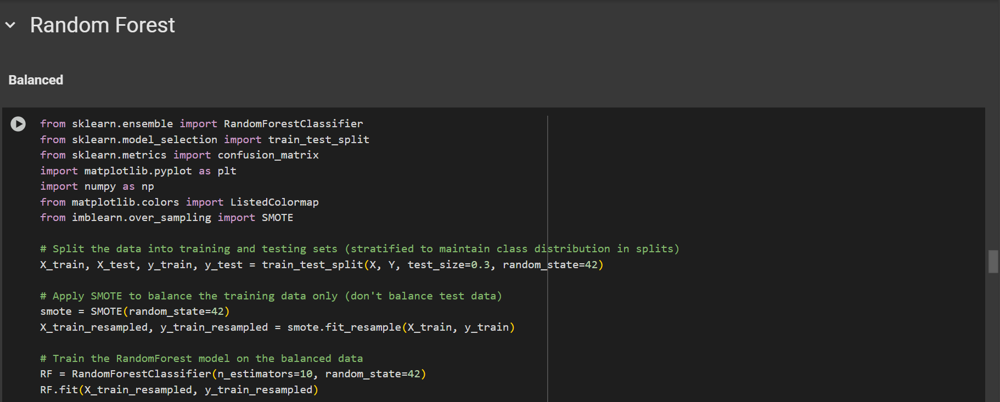 Random Forest
Balanced
from sklearn.ensemble import RandomForestClassifier
from sklearn.model_selection import train_test_split
from sklearn.metrics import confusion_matrix
import matplotlib.pyplot as plt
import numpy as np
from matplotlib.colors import ListedColormap
from imblearn.over_sampling import SMOTE
# Split the data into training and testing sets (stratified to maintain class distribution in splits)
X_train, X_test, y_train, y_test = train_test_split(X, Y, test_size=0.3, random_state=42)
# Apply SMOTE to balance the training data only (don't balance test data)
smote = SMOTE(random_state=42)
X_train_resampled, y_train_resampled = smote.fit_resample(X_train, y_train)
# Train the RandomForest model on the balanced data
RF = RandomForestClassifier(n_estimators=10, random_state=42)
RF.fit(X_train_resampled, y_train_resampled)